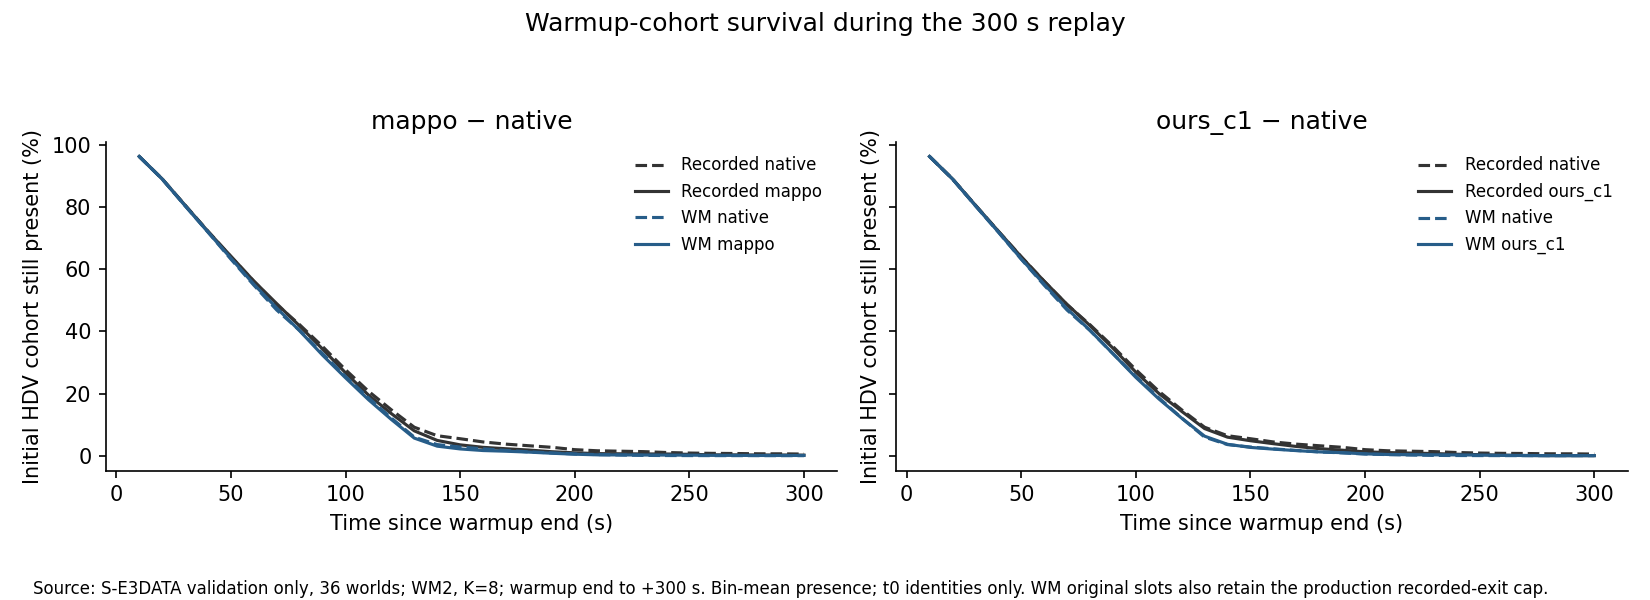 Warmup-cohort survival during the 300 s replay
mappo − native
Initial HDV cohort still present (%)
100
80
60
40
20
0
Recorded native
Recorded mappo
WM native
WM mappo
0 50 100 150 200 250 300
Time since warmup end (s)
ours_c1 − native
Initial HDV cohort still present (%)
Recorded native
Recorded ours_c1
WM native
WM ours_c1
0 50 100 150 200 250 300
Time since warmup end (s)
Source: S-E3DATA validation only, 36 worlds; WM2, K=8; warmup end to +300 s. Bin-mean presence; t0 identities only. WM original slots also retain the production recorded-exit cap.